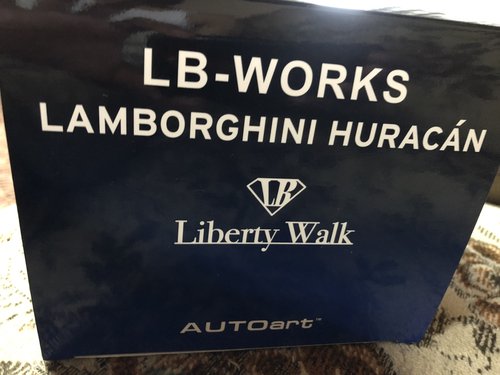 LB-WORKS
LAMBORGHINI HURACÁN
LB
Liberty Walk
AUTOart™